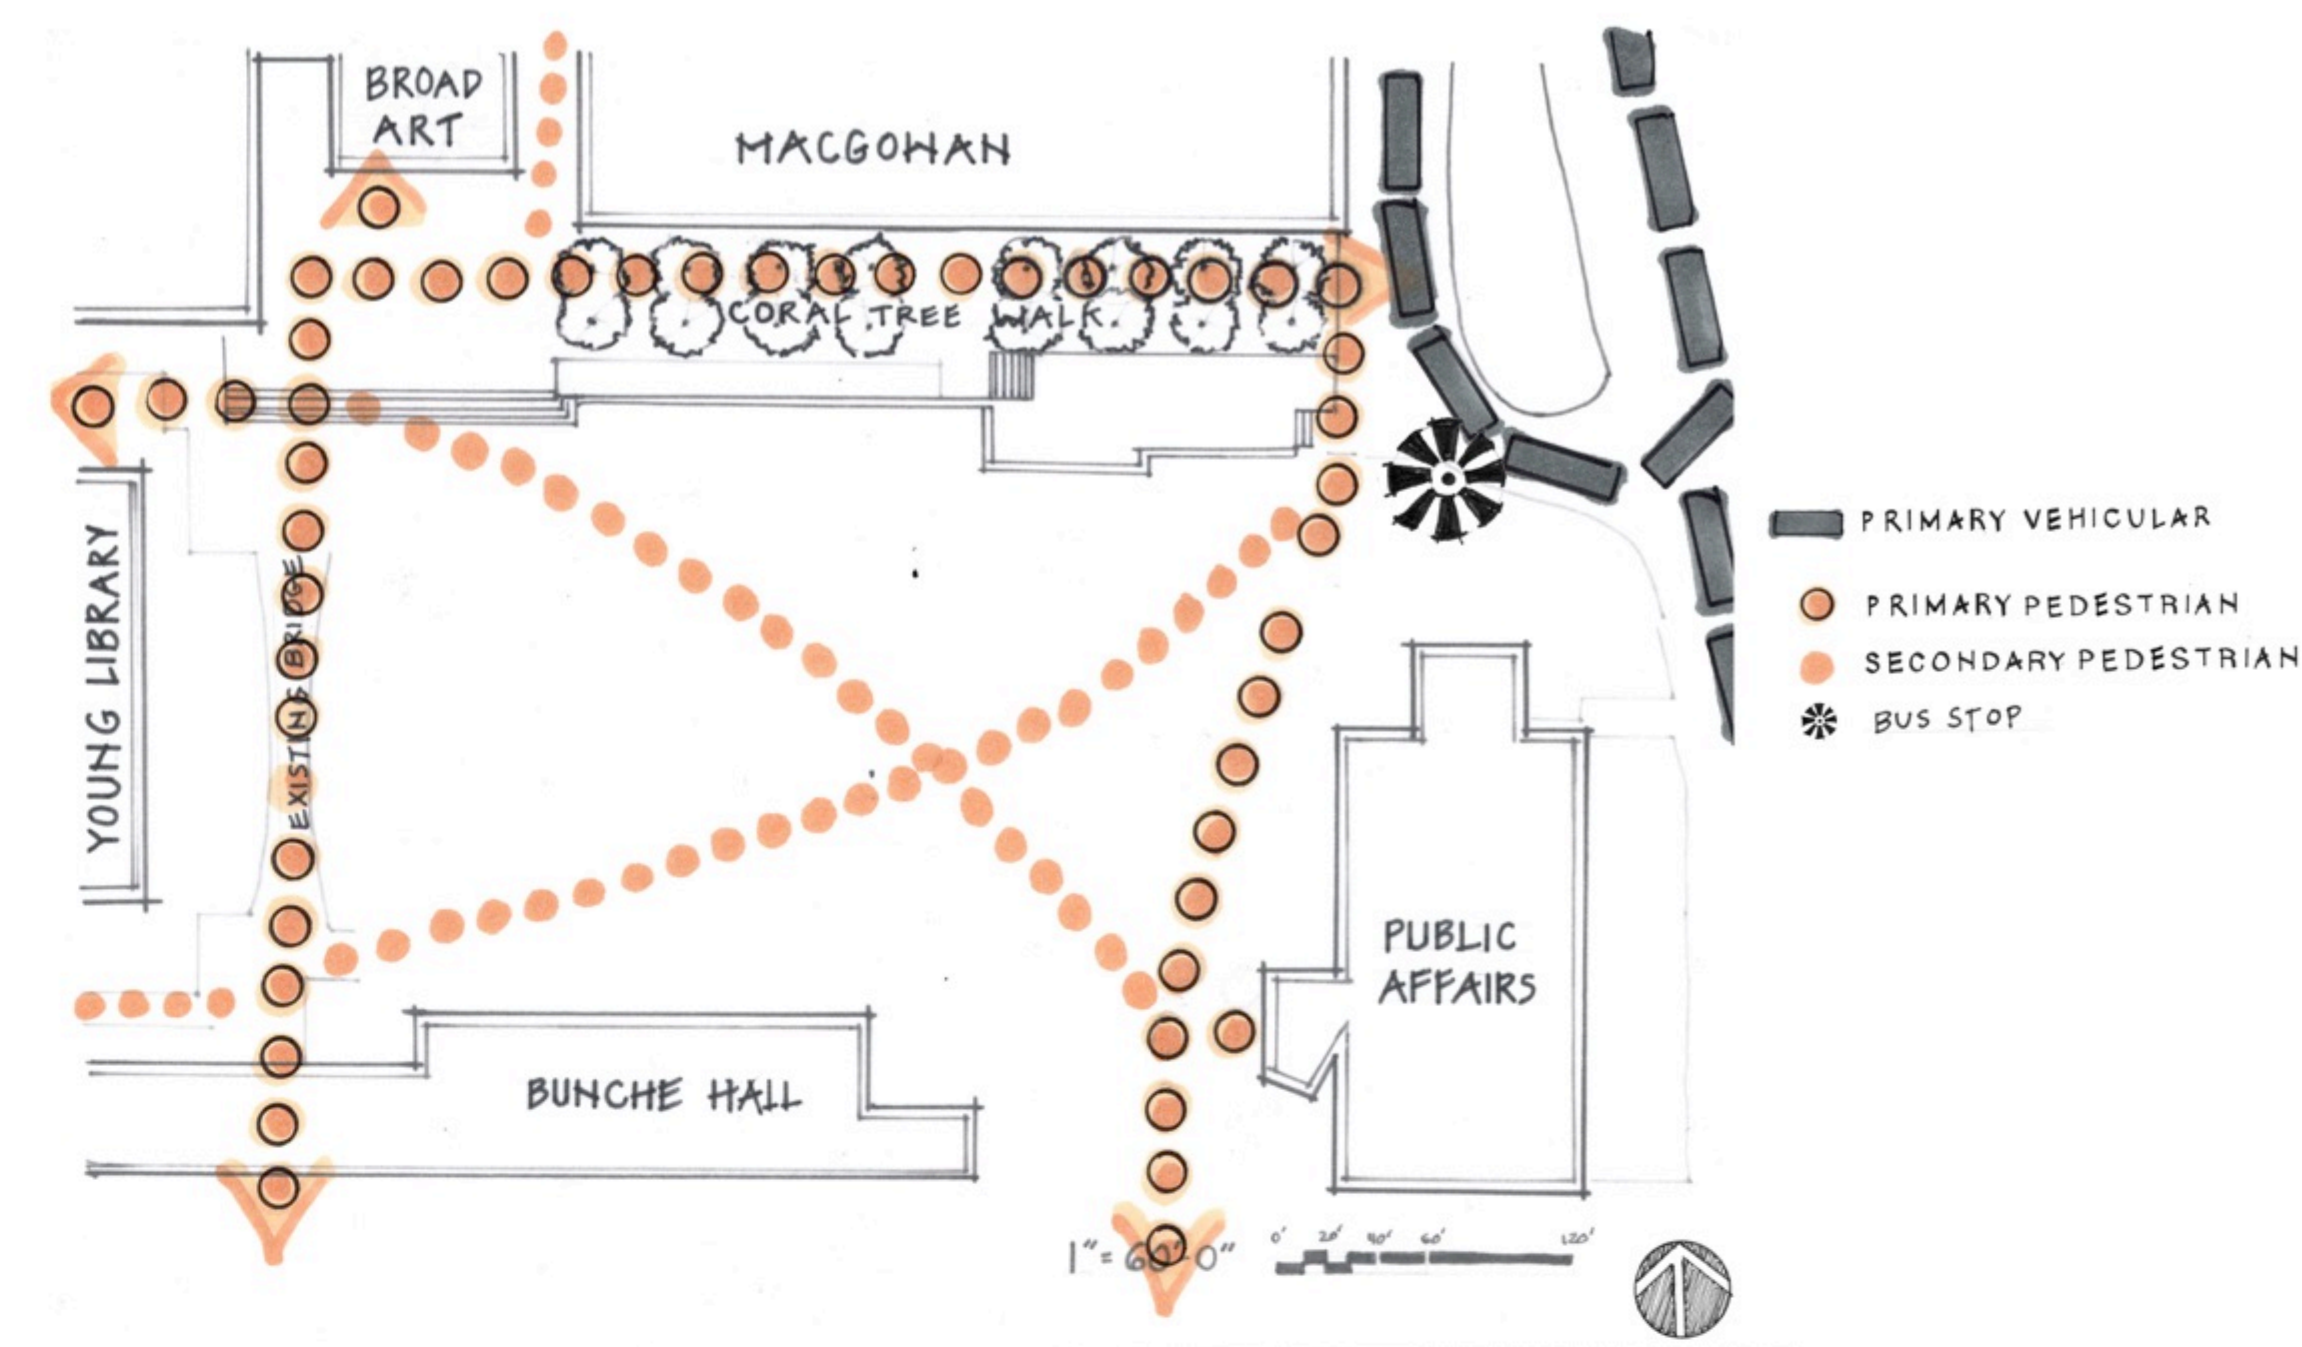 BROAD
ART
MACGOWAN
CORAL TREE WALK
YOUNG LIBRARY
EXISTING BRIDGE
PRIMARY VEHICULAR
PRIMARY PEDESTRIAN
SECONDARY PEDESTRIAN
BUS STOP
PUBLIC
AFFAIRS
BUNCHE HALL
1"= 60'-0"
0' 20' 40' 60' 120'